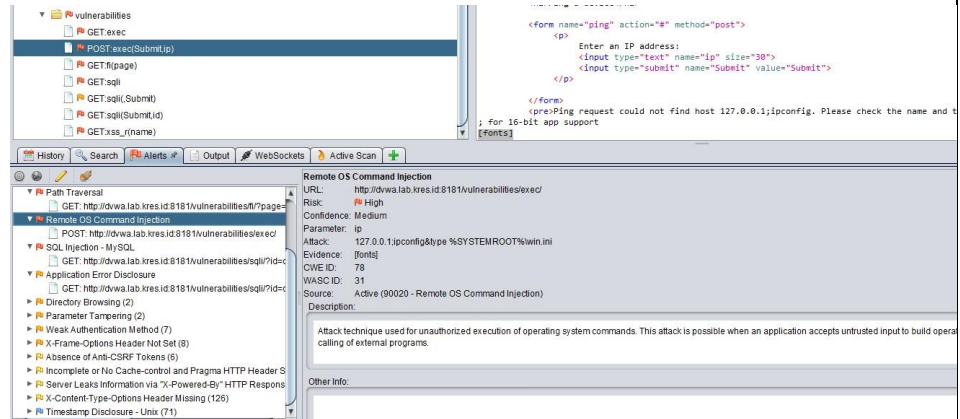 vulnerabilities
GET:exec
POST:exec(Submit,ip)
GET:fi(page)
GET:sqli
GET:sqli(,Submit)
GET:sqli(Submit,id)
GET:xss_r(name)
<form name="ping" action="#" method="post">
<p>
Enter an IP address:
<input type="text" name="ip" size="30">
<input type="submit" name="Submit" value="Submit">
</p>
</form>
<pre>Ping request could not find host 127.0.0.1;ipconfig. Please check the name and t
; for 16-bit app support
[fonts]
History Search Alerts Output WebSockets Active Scan
Path Traversal
GET: http://dvwa.lab.kres.id:8181/vulnerabilities/fi/?page=
Remote OS Command Injection
POST: http://dvwa.lab.kres.id:8181/vulnerabilities/exec/
SQL Injection - MySQL
GET: http://dvwa.lab.kres.id:8181/vulnerabilities/sqli/?id=
Application Error Disclosure
GET: http://dvwa.lab.kres.id:8181/vulnerabilities/sqli/?id=
Directory Browsing (2)
Parameter Tampering (2)
Weak Authentication Method (7)
X-Frame-Options Header Not Set (8)
Absence of Anti-CSRF Tokens (6)
Incomplete or No Cache-control and Pragma HTTP Header S
Server Leaks Information via "X-Powered-By" HTTP Respons
X-Content-Type-Options Header Missing (126)
Timestamp Disclosure - Unix (71)
Remote OS Command Injection
URL: http://dvwa.lab.kres.id:8181/vulnerabilities/exec/
Risk: High
Confidence: Medium
Parameter: ip
Attack: 127.0.0.1;ipconfig&type %SYSTEMROOT%\win.ini
Evidence: [fonts]
CWE ID: 78
WASC ID: 31
Source: Active (90020 - Remote OS Command Injection)
Description:
Attack technique used for unauthorized execution of operating system commands. This attack is possible when an application accepts untrusted input to build operat
calling of external programs.
Other Info: